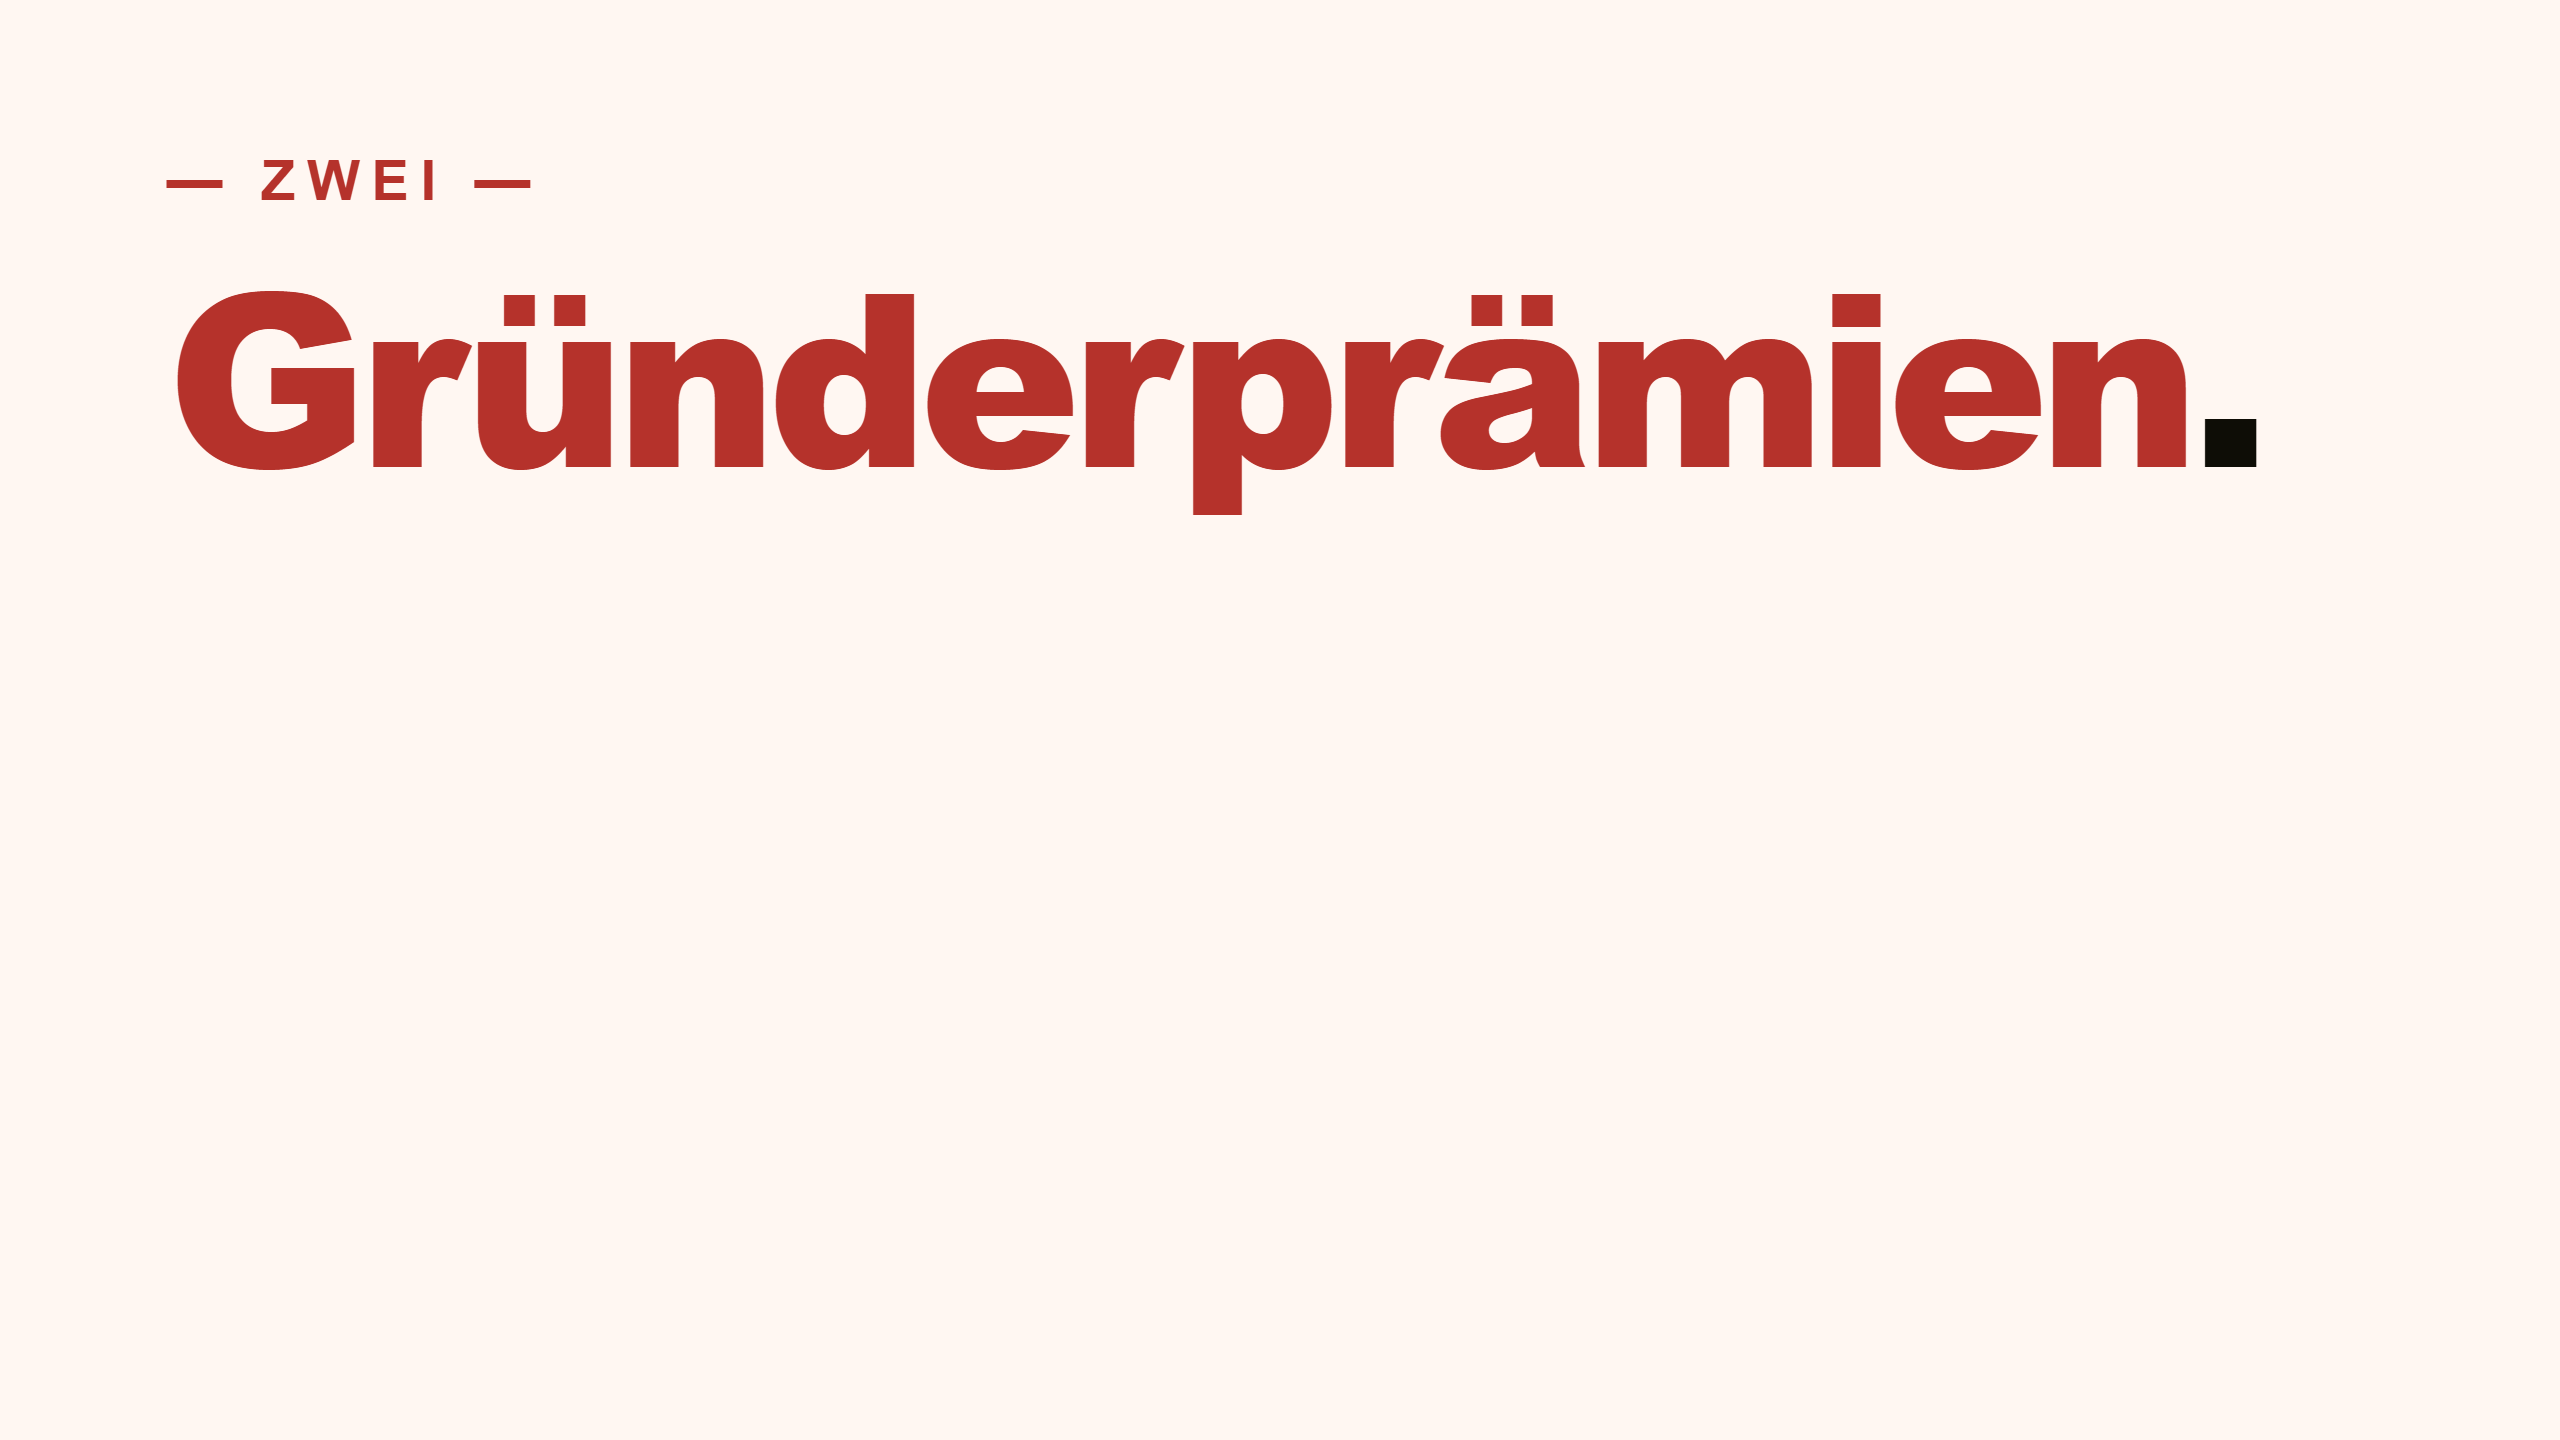 — ZWEI —
Gründerprämien.